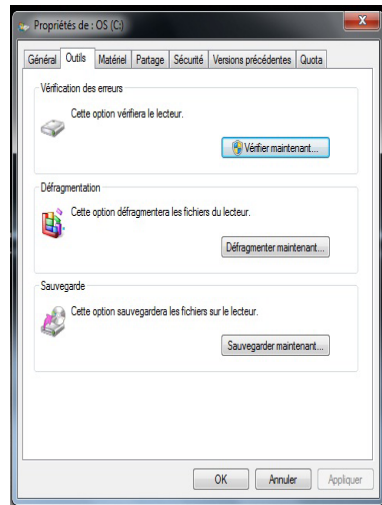 Propriétés de : OS (C:)
Général Outils Matériel Partage Sécurité Versions précédentes Quota
Vérification des erreurs
Cette option vérifiera le lecteur.
Vérifier maintenant...
Défragmentation
Cette option défragmentera les fichiers du lecteur.
Défragmenter maintenant...
Sauvegarde
Cette option sauvegardera les fichiers sur le lecteur.
Sauvegarder maintenant...
OK Annuler Appliquer